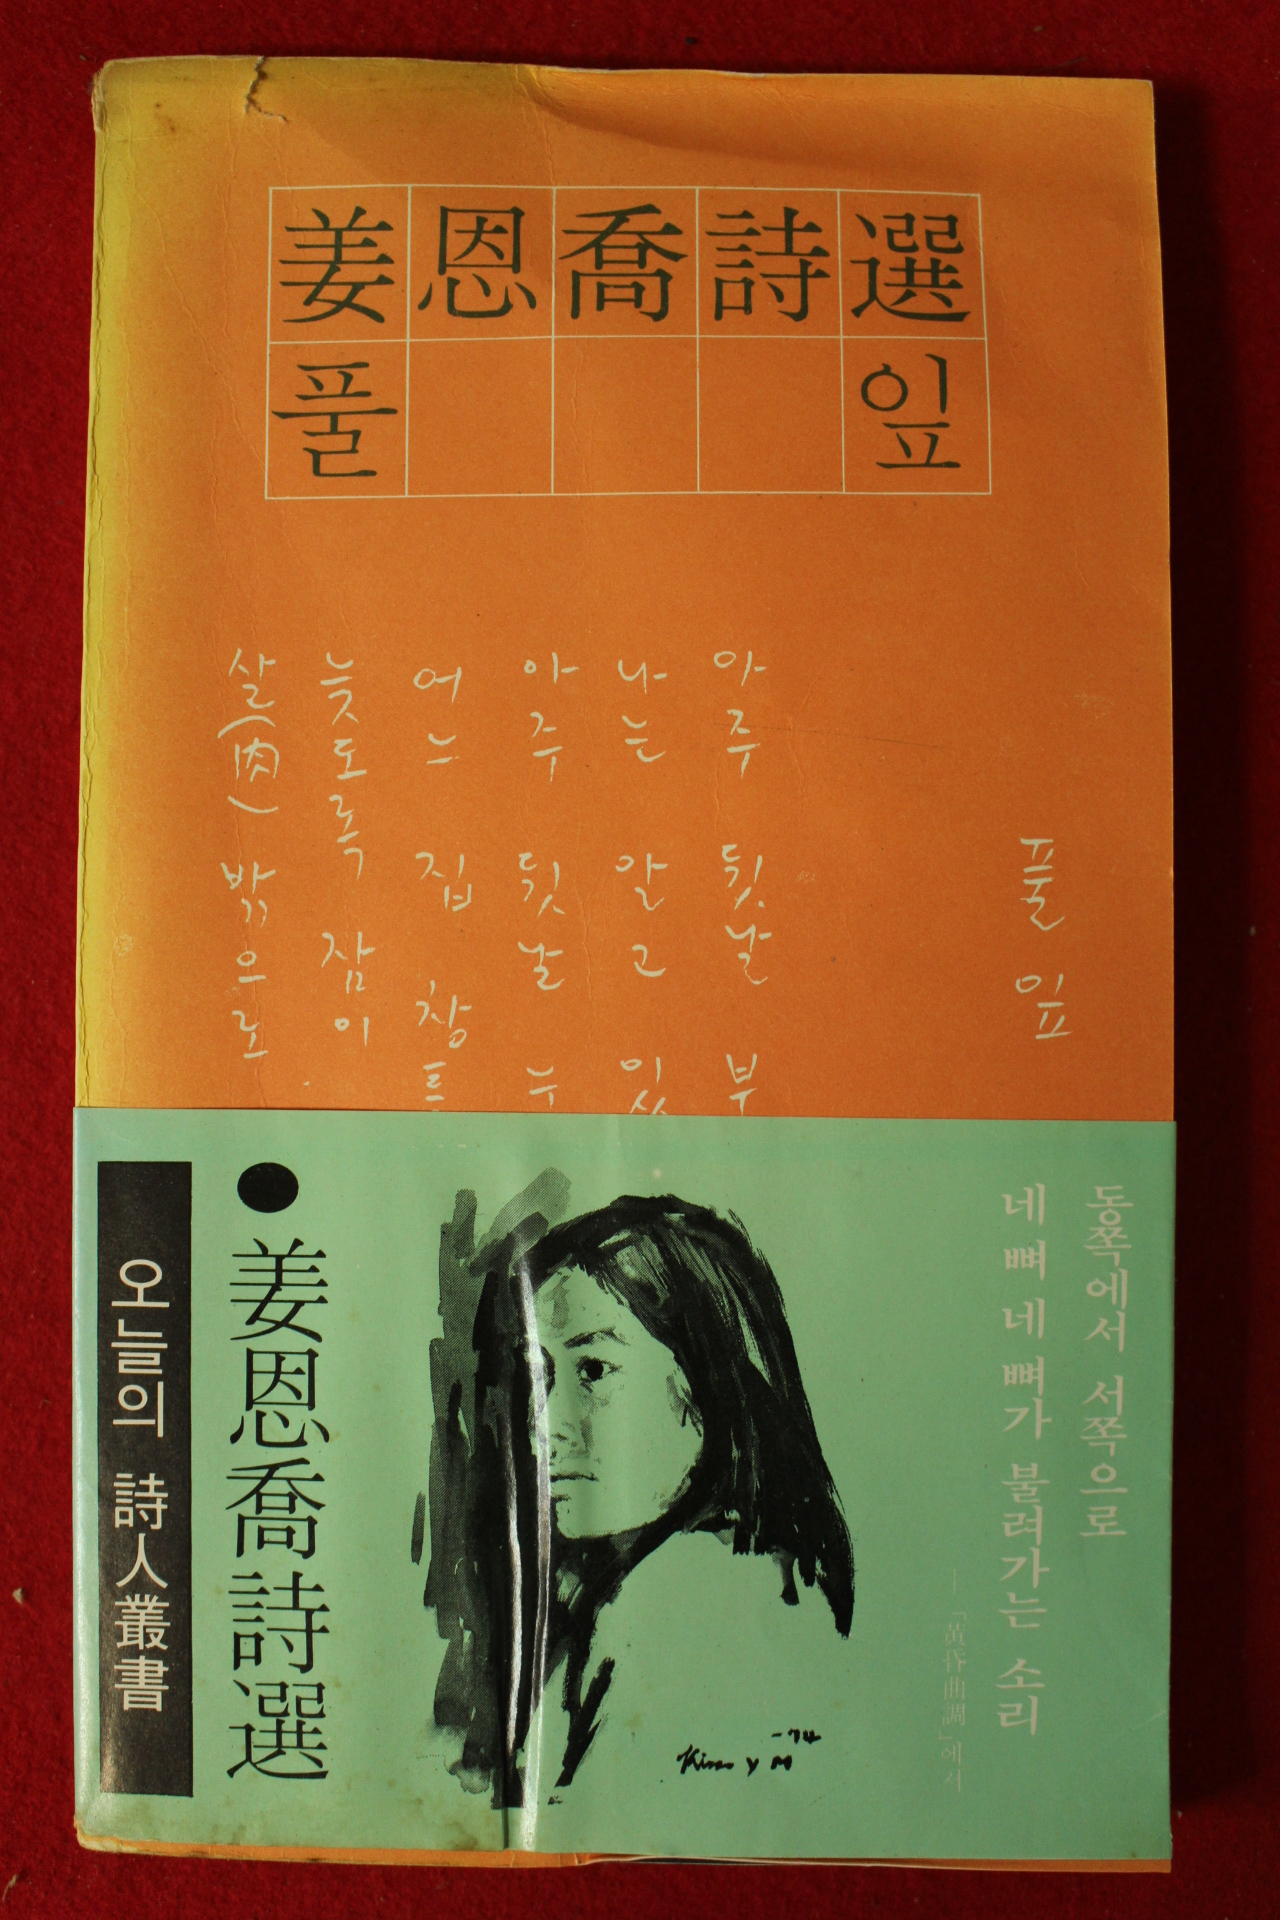 姜恩喬詩選
풀잎
풀 잎
아주 뒷날 부
나는 알고 있
아주 뒷날 누
어느 집 창틈
늦도록 잠이
살(肉) 밖으로
동쪽에서 서쪽으로
네 뼈 네 뼈가 불려가는 소리
—「黃昏曲調」에서
-74
Kim Y M
●姜恩喬詩選
오늘의 詩人叢書